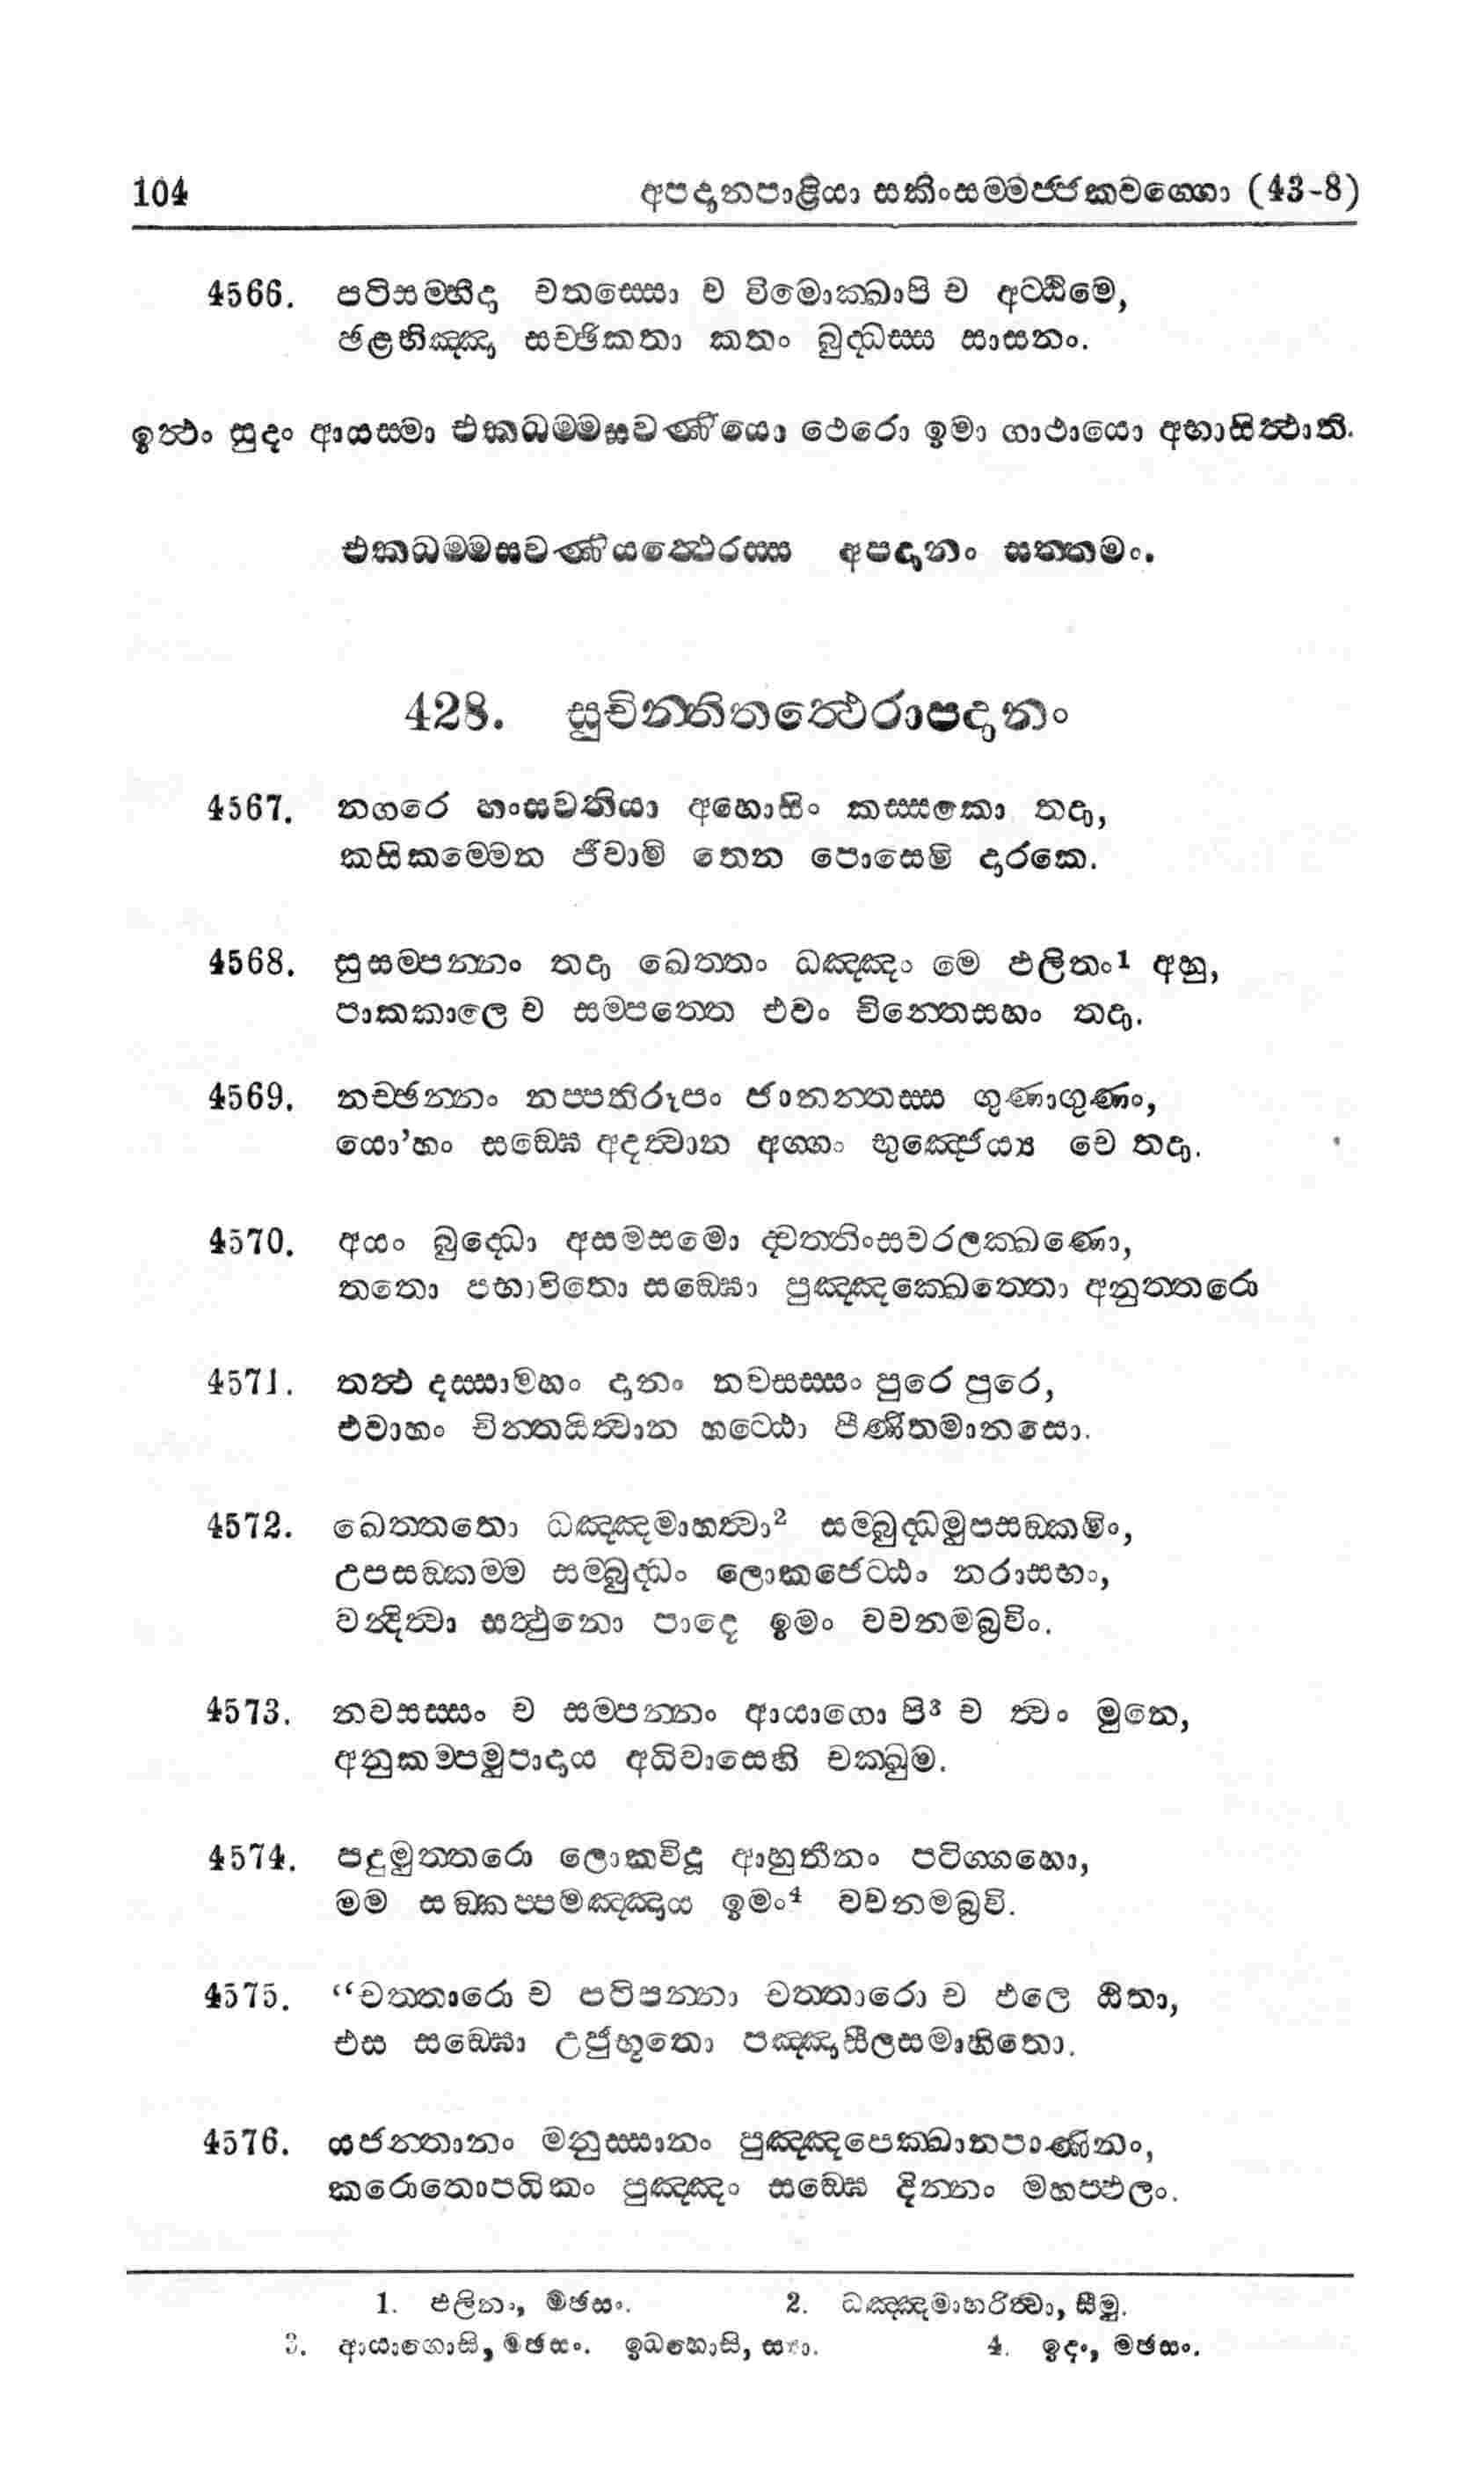 104 අපදානපාළියා සකිංසම්මජ්ජකවග්ගො (43-8)
4566. පටිසම්භිදා චතස්සො ච විමොක්ඛාපි ච අට්ඨිමෙ,
ඡළභිඤ්ඤා සච්ඡිකතා කතං බුද්ධස්ස සාසනං.
ඉත්ථං සුදං ආයස්මා එකධම්මසවණියො ථෙරො ඉමා ගාථායො අභාසිත්ථාති.
එකධම්මසවණියත්ථෙරස්ස අපදානං සත්තමං.
428. සුචින්තිතත්ථෙරාපදානං
4567. නගරෙ හංසවතියා අහොසිං කස්සකො තදා,
කසිකම්මෙන ජීවාමි තෙන පොසෙමි දාරකෙ.
4568. සුසම්පන්නං තදා ඛෙත්තං ධඤ්ඤං මෙ ඵලිතං1 අහු,
පාකකාලෙ ච සම්පත්තෙ එවං චින්තෙසහං තදා.
4569. නච්ඡන්නං නප්පතිරූපං ජානන්තස්ස ගුණාගුණං,
යො’හං සඞ්ඝෙ අදත්වාන අග්ගං භුඤ්ජෙය්‍ය චෙ තදා.
4570. අයං බුද්ධො අසමසමො ද්වත්තිංසවරලක්ඛණො,
තතො පභාවිතො සඞ්ඝො පුඤ්ඤක්ඛෙත්තො අනුත්තරො
4571. තත්ථ දස්සාමහං දානං නවසස්සං පුරෙ පුරෙ,
එවාහං චින්තයිත්වාන හට්ඨො පීණිතමානසො.
4572. ඛෙත්තතො ධඤ්ඤමාහත්වා2 සම්බුද්ධමුපසඞ්කමිං,
උපසඞ්කම්ම සම්බුද්ධං ලොකජෙට්ඨං නරාසභං,
වන්දිත්වා සත්ථුනො පාදෙ ඉමං වචනමබ්‍රවිං.
4573. නවසස්සං ච සම්පන්නං ආයාගො පි3 ච ත්වං මුනෙ,
අනුකම්පමුපාදාය අධිවාසෙහි චක්ඛුම.
4574. පදුමුත්තරො ලොකවිදූ ආහුතීනං පටිග්ගහො,
මම සඞ්කප්පමඤ්ඤාය ඉමං4 වචනමබ්‍රවි.
4575. “චත්තාරො ච පටිපන්නා චත්තාරො ච ඵලෙ ඨිතා,
එස සඞ්ඝො උජුභූතො පඤ්ඤාසීලසමාහිතො.
4576. යජන්තානං මනුස්සානං පුඤ්ඤපෙක්ඛානපාණිනං,
කරොතොපධිකං පුඤ්ඤං සඞ්ඝෙ දින්නං මහප්ඵලං.
1. ඵලිනං, මඡසං. 2. ධඤ්ඤමාහරිත්වා, සීමු.
3. ආයාගොසි, මඡසං. ඉධහොසි,ස්‍යා. 4. ඉදං, මඡසං.